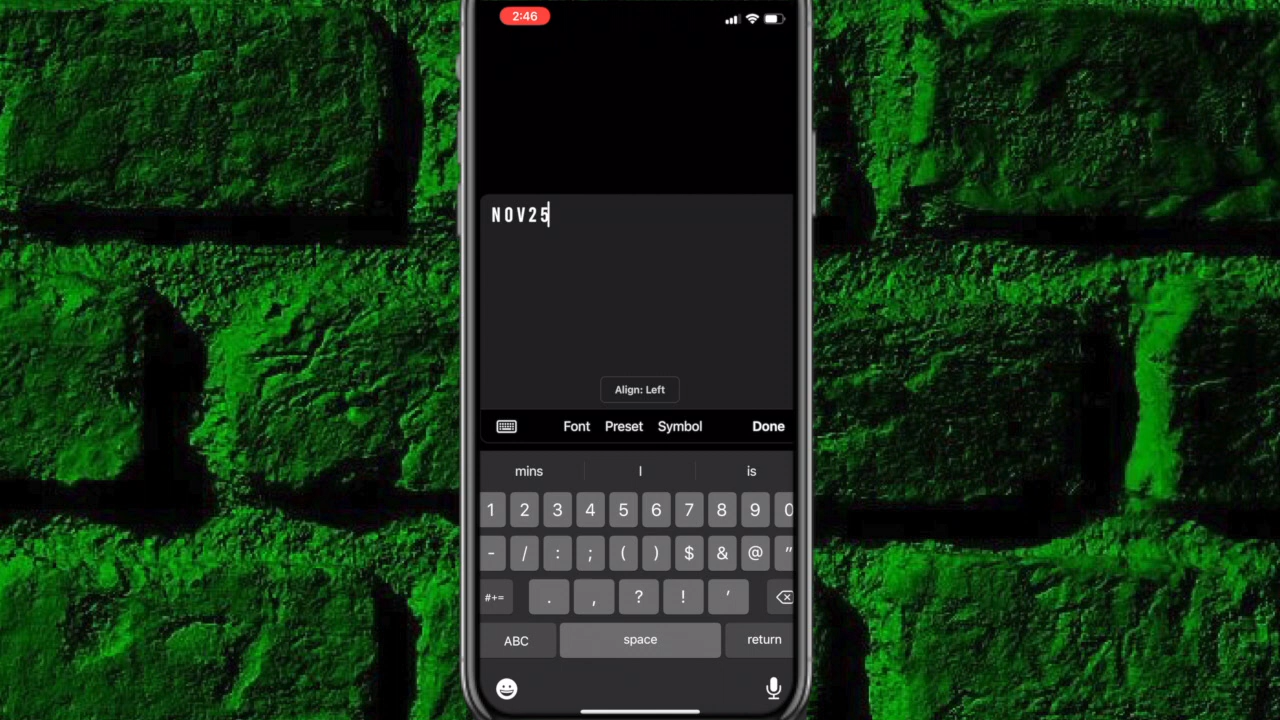 2:46
NOV25
Align: Left
Font Preset Symbol Done
mins I is
1 2 3 4 5 6 7 8 9 0
- / : ; ( ) $ & @ "
#+= . , ? ! '
ABC space return